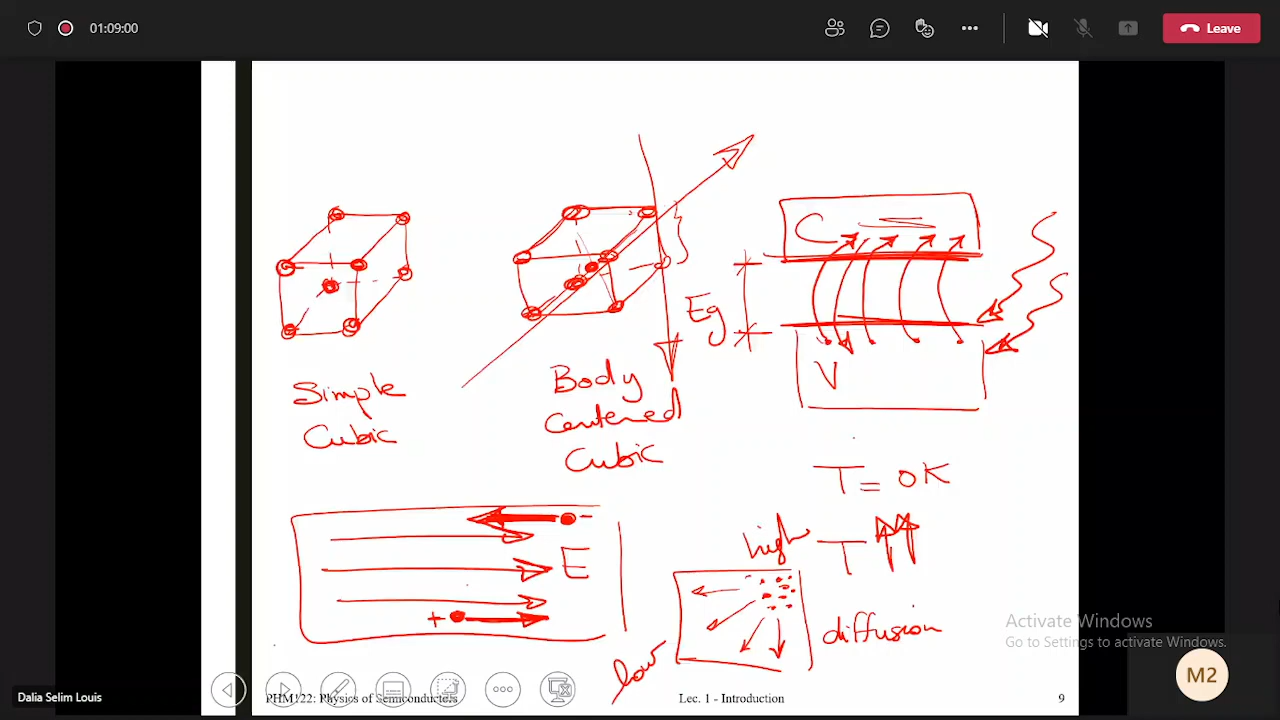 01:09:00
Leave
C
Eg
V
Simple
Cubic
Body
Centered
Cubic
T = 0K
T
E
-
+
high
diffusion
low
Activate Windows
Go to Settings to activate Windows.
M2
Dalia Selim Louis
PHM122: Physics of Semiconductors
Lec. 1 - Introduction
9